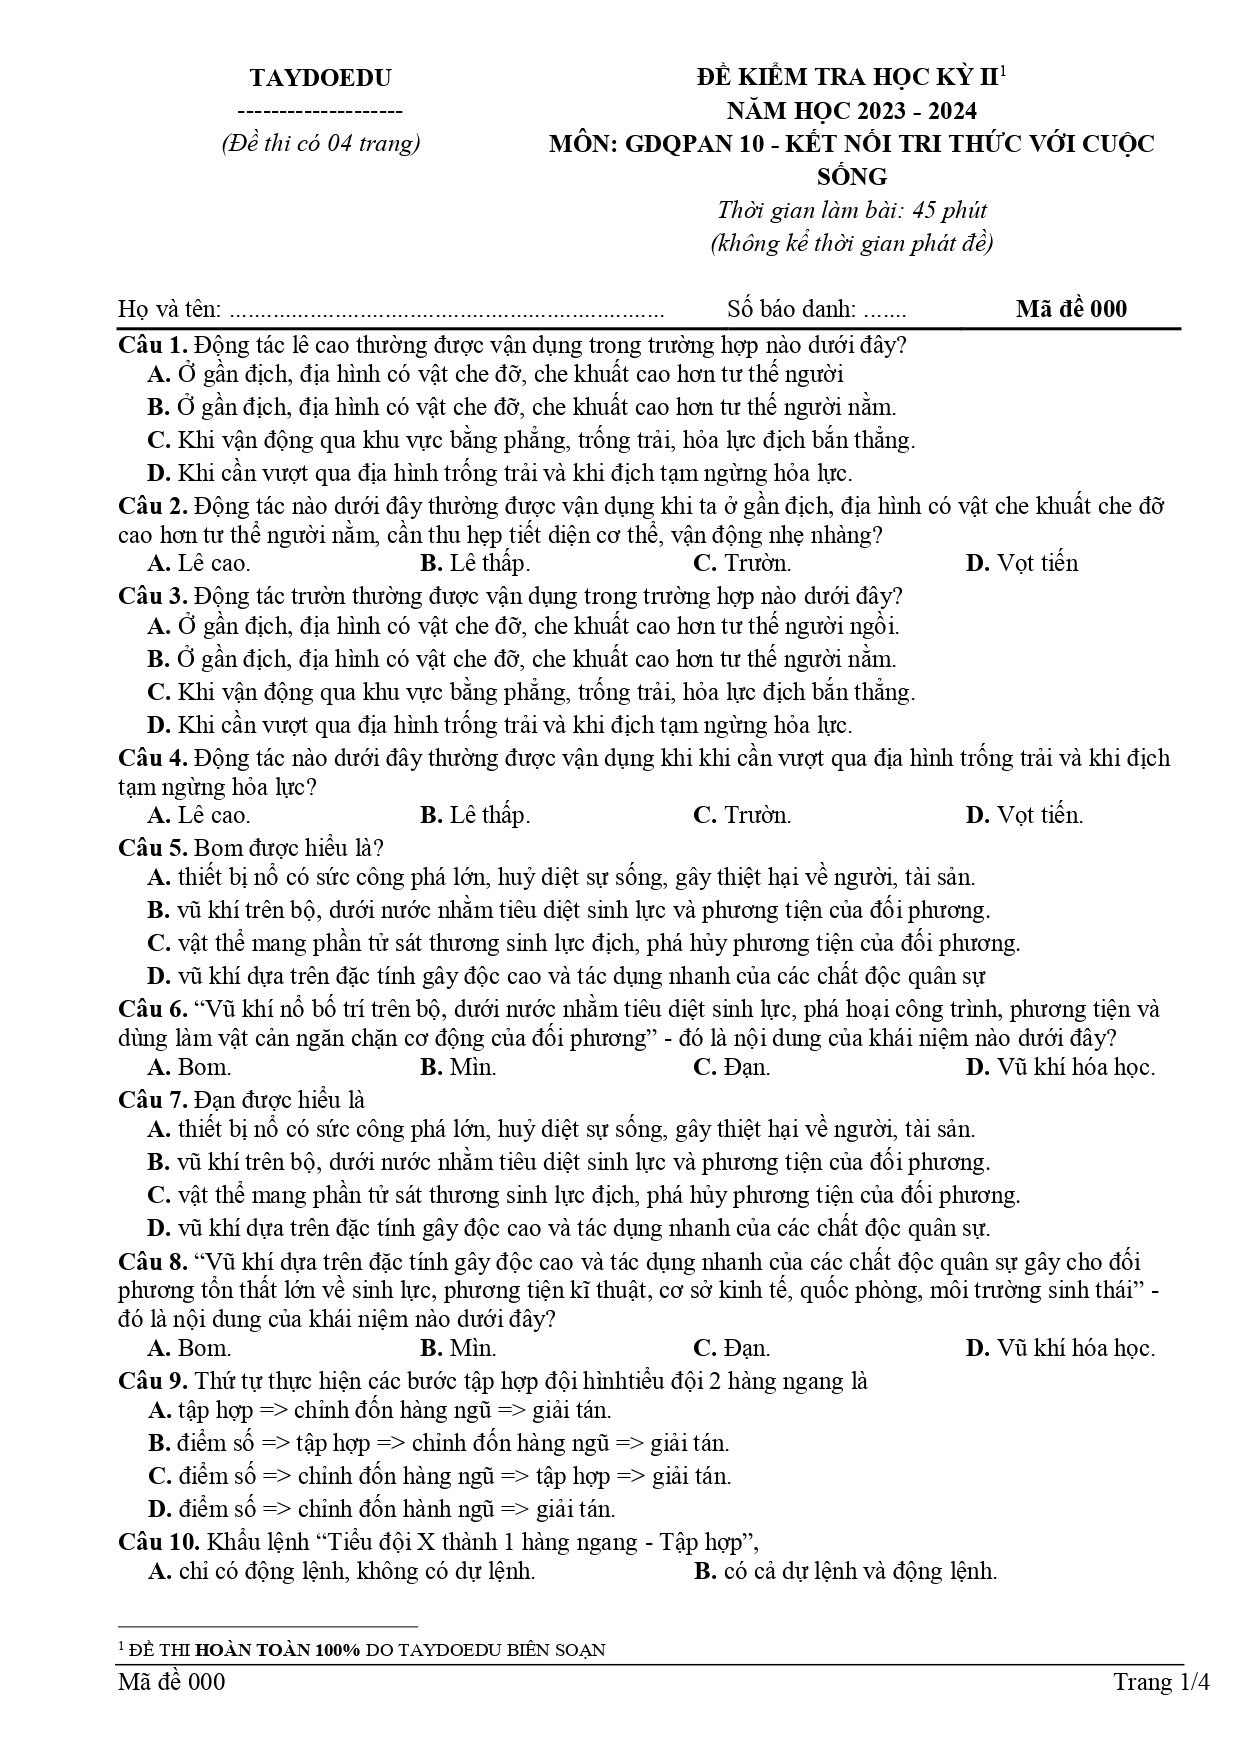 TAYDOEDU
--------------------
(Đề thi có 04 trang)
ĐỀ KIỂM TRA HỌC KỲ II1
NĂM HỌC 2023 - 2024
MÔN: GDQPAN 10 - KẾT NỐI TRI THỨC VỚI CUỘC
SỐNG
Thời gian làm bài: 45 phút
(không kể thời gian phát đề)
Họ và tên: ...................................................................... Số báo danh: ....... Mã đề 000
Câu 1. Động tác lê cao thường được vận dụng trong trường hợp nào dưới đây?
A. Ở gần địch, địa hình có vật che đỡ, che khuất cao hơn tư thế người
B. Ở gần địch, địa hình có vật che đỡ, che khuất cao hơn tư thế người nằm.
C. Khi vận động qua khu vực bằng phẳng, trống trải, hỏa lực địch bắn thẳng.
D. Khi cần vượt qua địa hình trống trải và khi địch tạm ngừng hỏa lực.
Câu 2. Động tác nào dưới đây thường được vận dụng khi ta ở gần địch, địa hình có vật che khuất che đỡ
cao hơn tư thế người nằm, cần thu hẹp tiết diện cơ thể, vận động nhẹ nhàng?
A. Lê cao. B. Lê thấp. C. Trườn. D. Vọt tiến
Câu 3. Động tác trườn thường được vận dụng trong trường hợp nào dưới đây?
A. Ở gần địch, địa hình có vật che đỡ, che khuất cao hơn tư thế người ngồi.
B. Ở gần địch, địa hình có vật che đỡ, che khuất cao hơn tư thế người nằm.
C. Khi vận động qua khu vực bằng phẳng, trống trải, hỏa lực địch bắn thẳng.
D. Khi cần vượt qua địa hình trống trải và khi địch tạm ngừng hỏa lực.
Câu 4. Động tác nào dưới đây thường được vận dụng khi khi cần vượt qua địa hình trống trải và khi địch
tạm ngừng hỏa lực?
A. Lê cao. B. Lê thấp. C. Trườn. D. Vọt tiến.
Câu 5. Bom được hiểu là?
A. thiết bị nổ có sức công phá lớn, huỷ diệt sự sống, gây thiệt hại về người, tài sản.
B. vũ khí trên bộ, dưới nước nhằm tiêu diệt sinh lực và phương tiện của đối phương.
C. vật thể mang phần tử sát thương sinh lực địch, phá hủy phương tiện của đối phương.
D. vũ khí dựa trên đặc tính gây độc cao và tác dụng nhanh của các chất độc quân sự
Câu 6. “Vũ khí nổ bố trí trên bộ, dưới nước nhằm tiêu diệt sinh lực, phá hoại công trình, phương tiện và
dùng làm vật cản ngăn chặn cơ động của đối phương” - đó là nội dung của khái niệm nào dưới đây?
A. Bom. B. Mìn. C. Đạn. D. Vũ khí hóa học.
Câu 7. Đạn được hiểu là
A. thiết bị nổ có sức công phá lớn, huỷ diệt sự sống, gây thiệt hại về người, tài sản.
B. vũ khí trên bộ, dưới nước nhằm tiêu diệt sinh lực và phương tiện của đối phương.
C. vật thể mang phần tử sát thương sinh lực địch, phá hủy phương tiện của đối phương.
D. vũ khí dựa trên đặc tính gây độc cao và tác dụng nhanh của các chất độc quân sự.
Câu 8. “Vũ khí dựa trên đặc tính gây độc cao và tác dụng nhanh của các chất độc quân sự gây cho đối
phương tổn thất lớn về sinh lực, phương tiện kĩ thuật, cơ sở kinh tế, quốc phòng, môi trường sinh thái” -
đó là nội dung của khái niệm nào dưới đây?
A. Bom. B. Mìn. C. Đạn. D. Vũ khí hóa học.
Câu 9. Thứ tự thực hiện các bước tập hợp đội hìnhtiểu đội 2 hàng ngang là
A. tập hợp => chỉnh đốn hàng ngũ => giải tán.
B. điểm số => tập hợp => chỉnh đốn hàng ngũ => giải tán.
C. điểm số => chỉnh đốn hàng ngũ => tập hợp => giải tán.
D. điểm số => chỉnh đốn hành ngũ => giải tán.
Câu 10. Khẩu lệnh “Tiểu đội X thành 1 hàng ngang - Tập hợp”,
A. chỉ có động lệnh, không có dự lệnh. B. có cả dự lệnh và động lệnh.
1 ĐỀ THI HOÀN TOÀN 100% DO TAYDOEDU BIÊN SOẠN
Mã đề 000 Trang 1/4